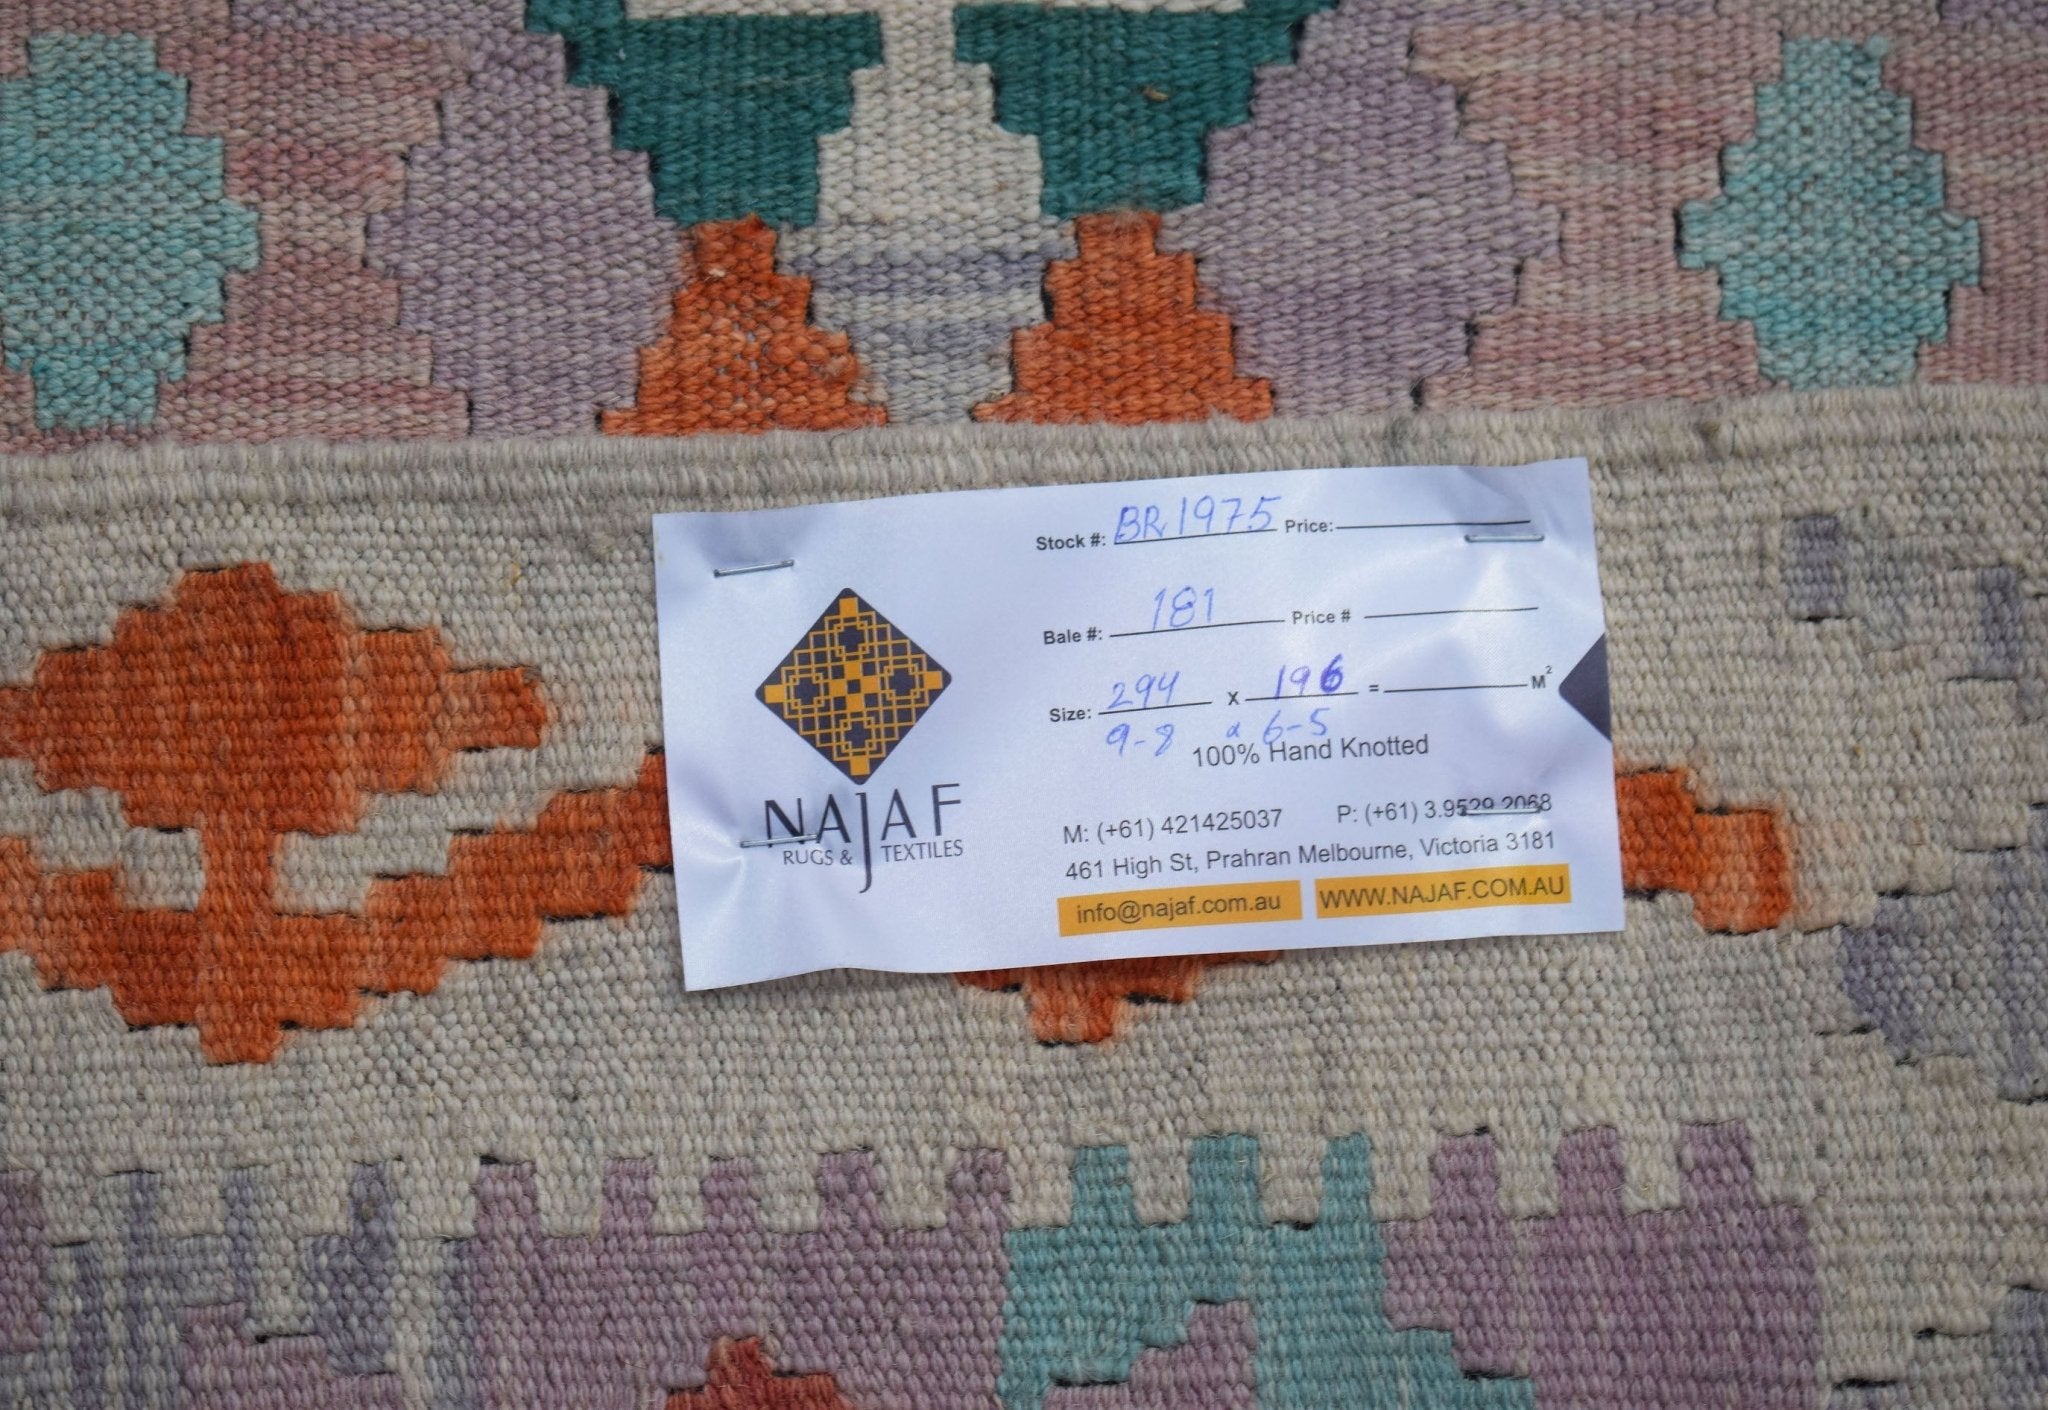 Stock #: BR1975 Price:
Bale #: 181 Price #
Size: 294 x 196 = M²
9-8 x 6-5
100% Hand Knotted
NAJAF
RUGS & TEXTILES
M: (+61) 421425037 P: (+61) 3.9529 2068
461 High St, Prahran Melbourne, Victoria 3181
info@najaf.com.au WWW.NAJAF.COM.AU